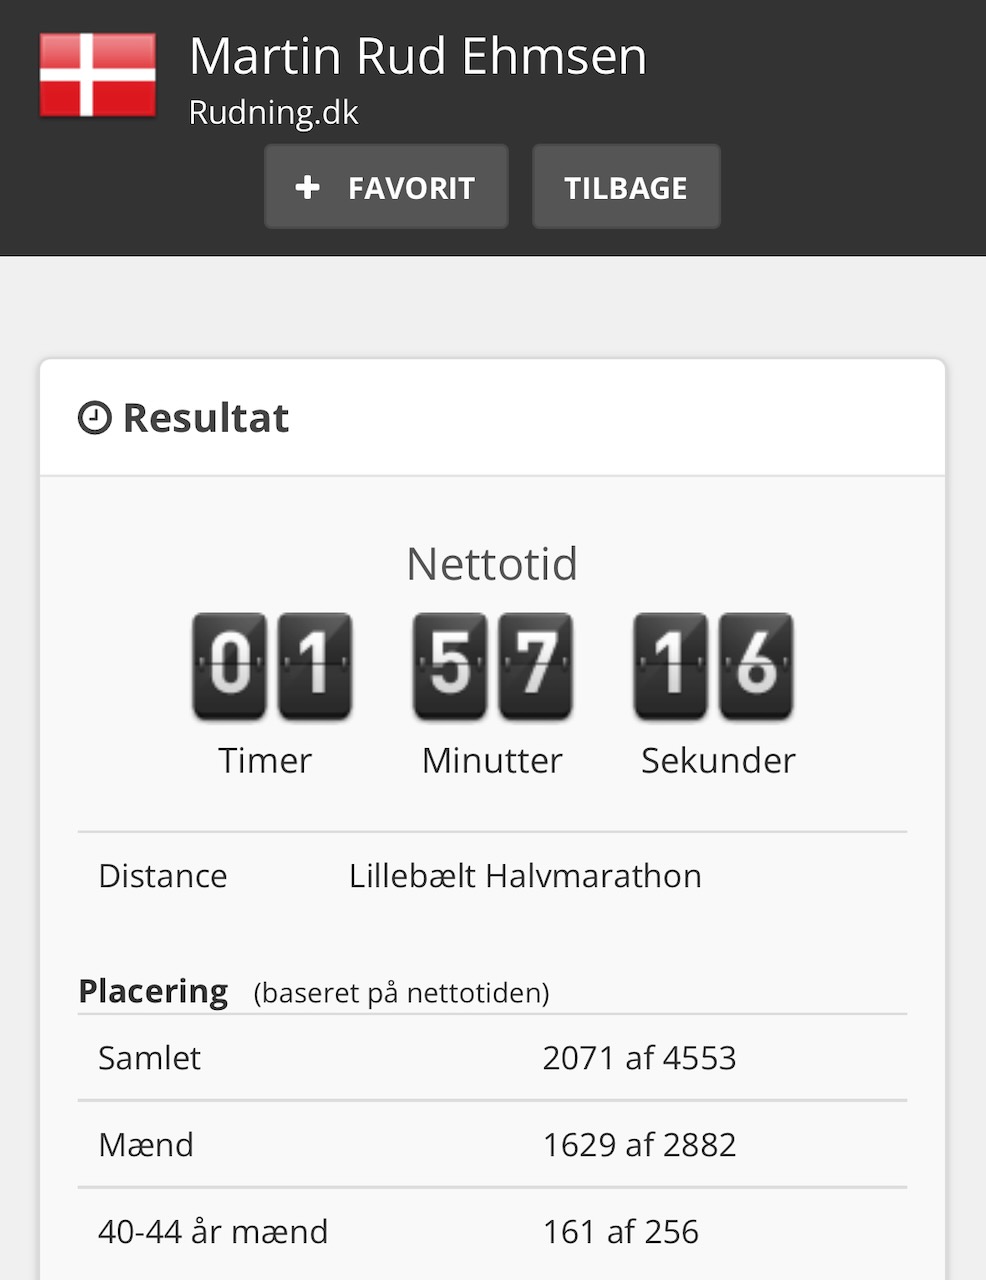 Martin Rud Ehmsen
Rudning.dk
+ FAVORIT TILBAGE
Resultat
Nettotid
01 57 16
Timer Minutter Sekunder
Distance Lillebælt Halvmarathon
Placering (baseret på nettotiden)
Samlet 2071 af 4553
Mænd 1629 af 2882
40-44 år mænd 161 af 256